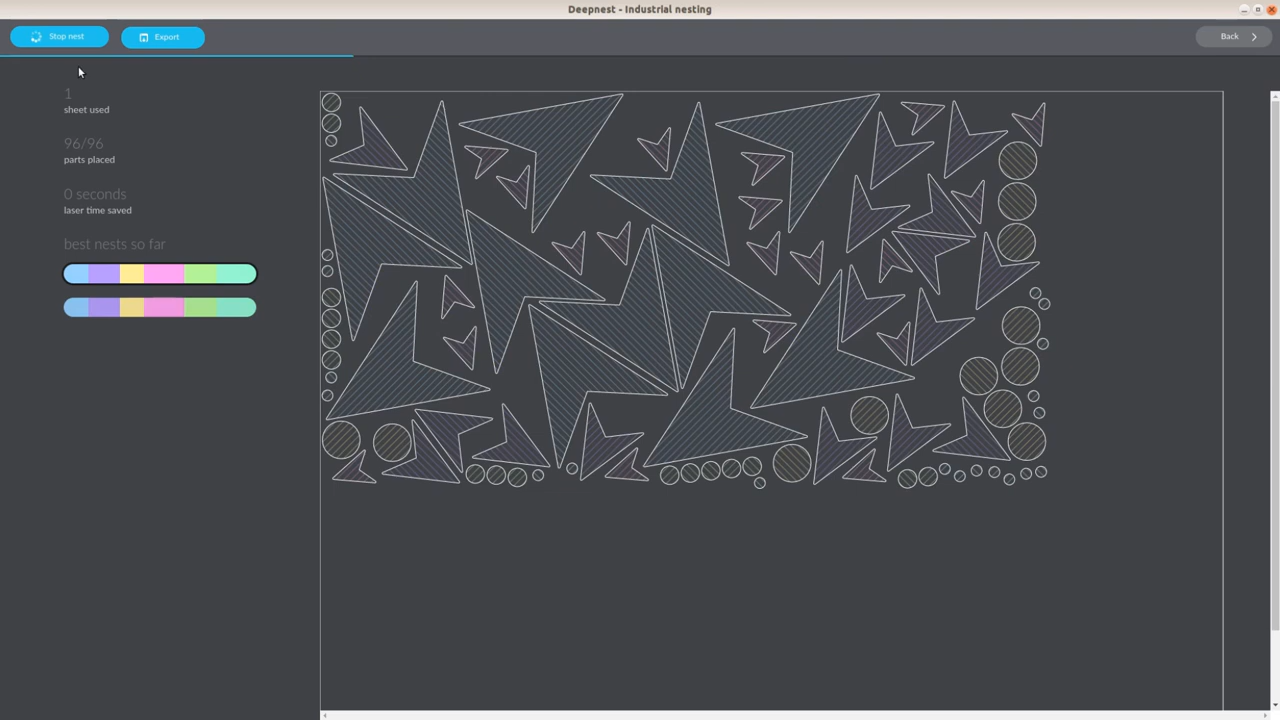 Deepnest - Industrial nesting
Stop nest
Export
Back
1
sheet used
96/96
parts placed
0 seconds
laser time saved
best nests so far